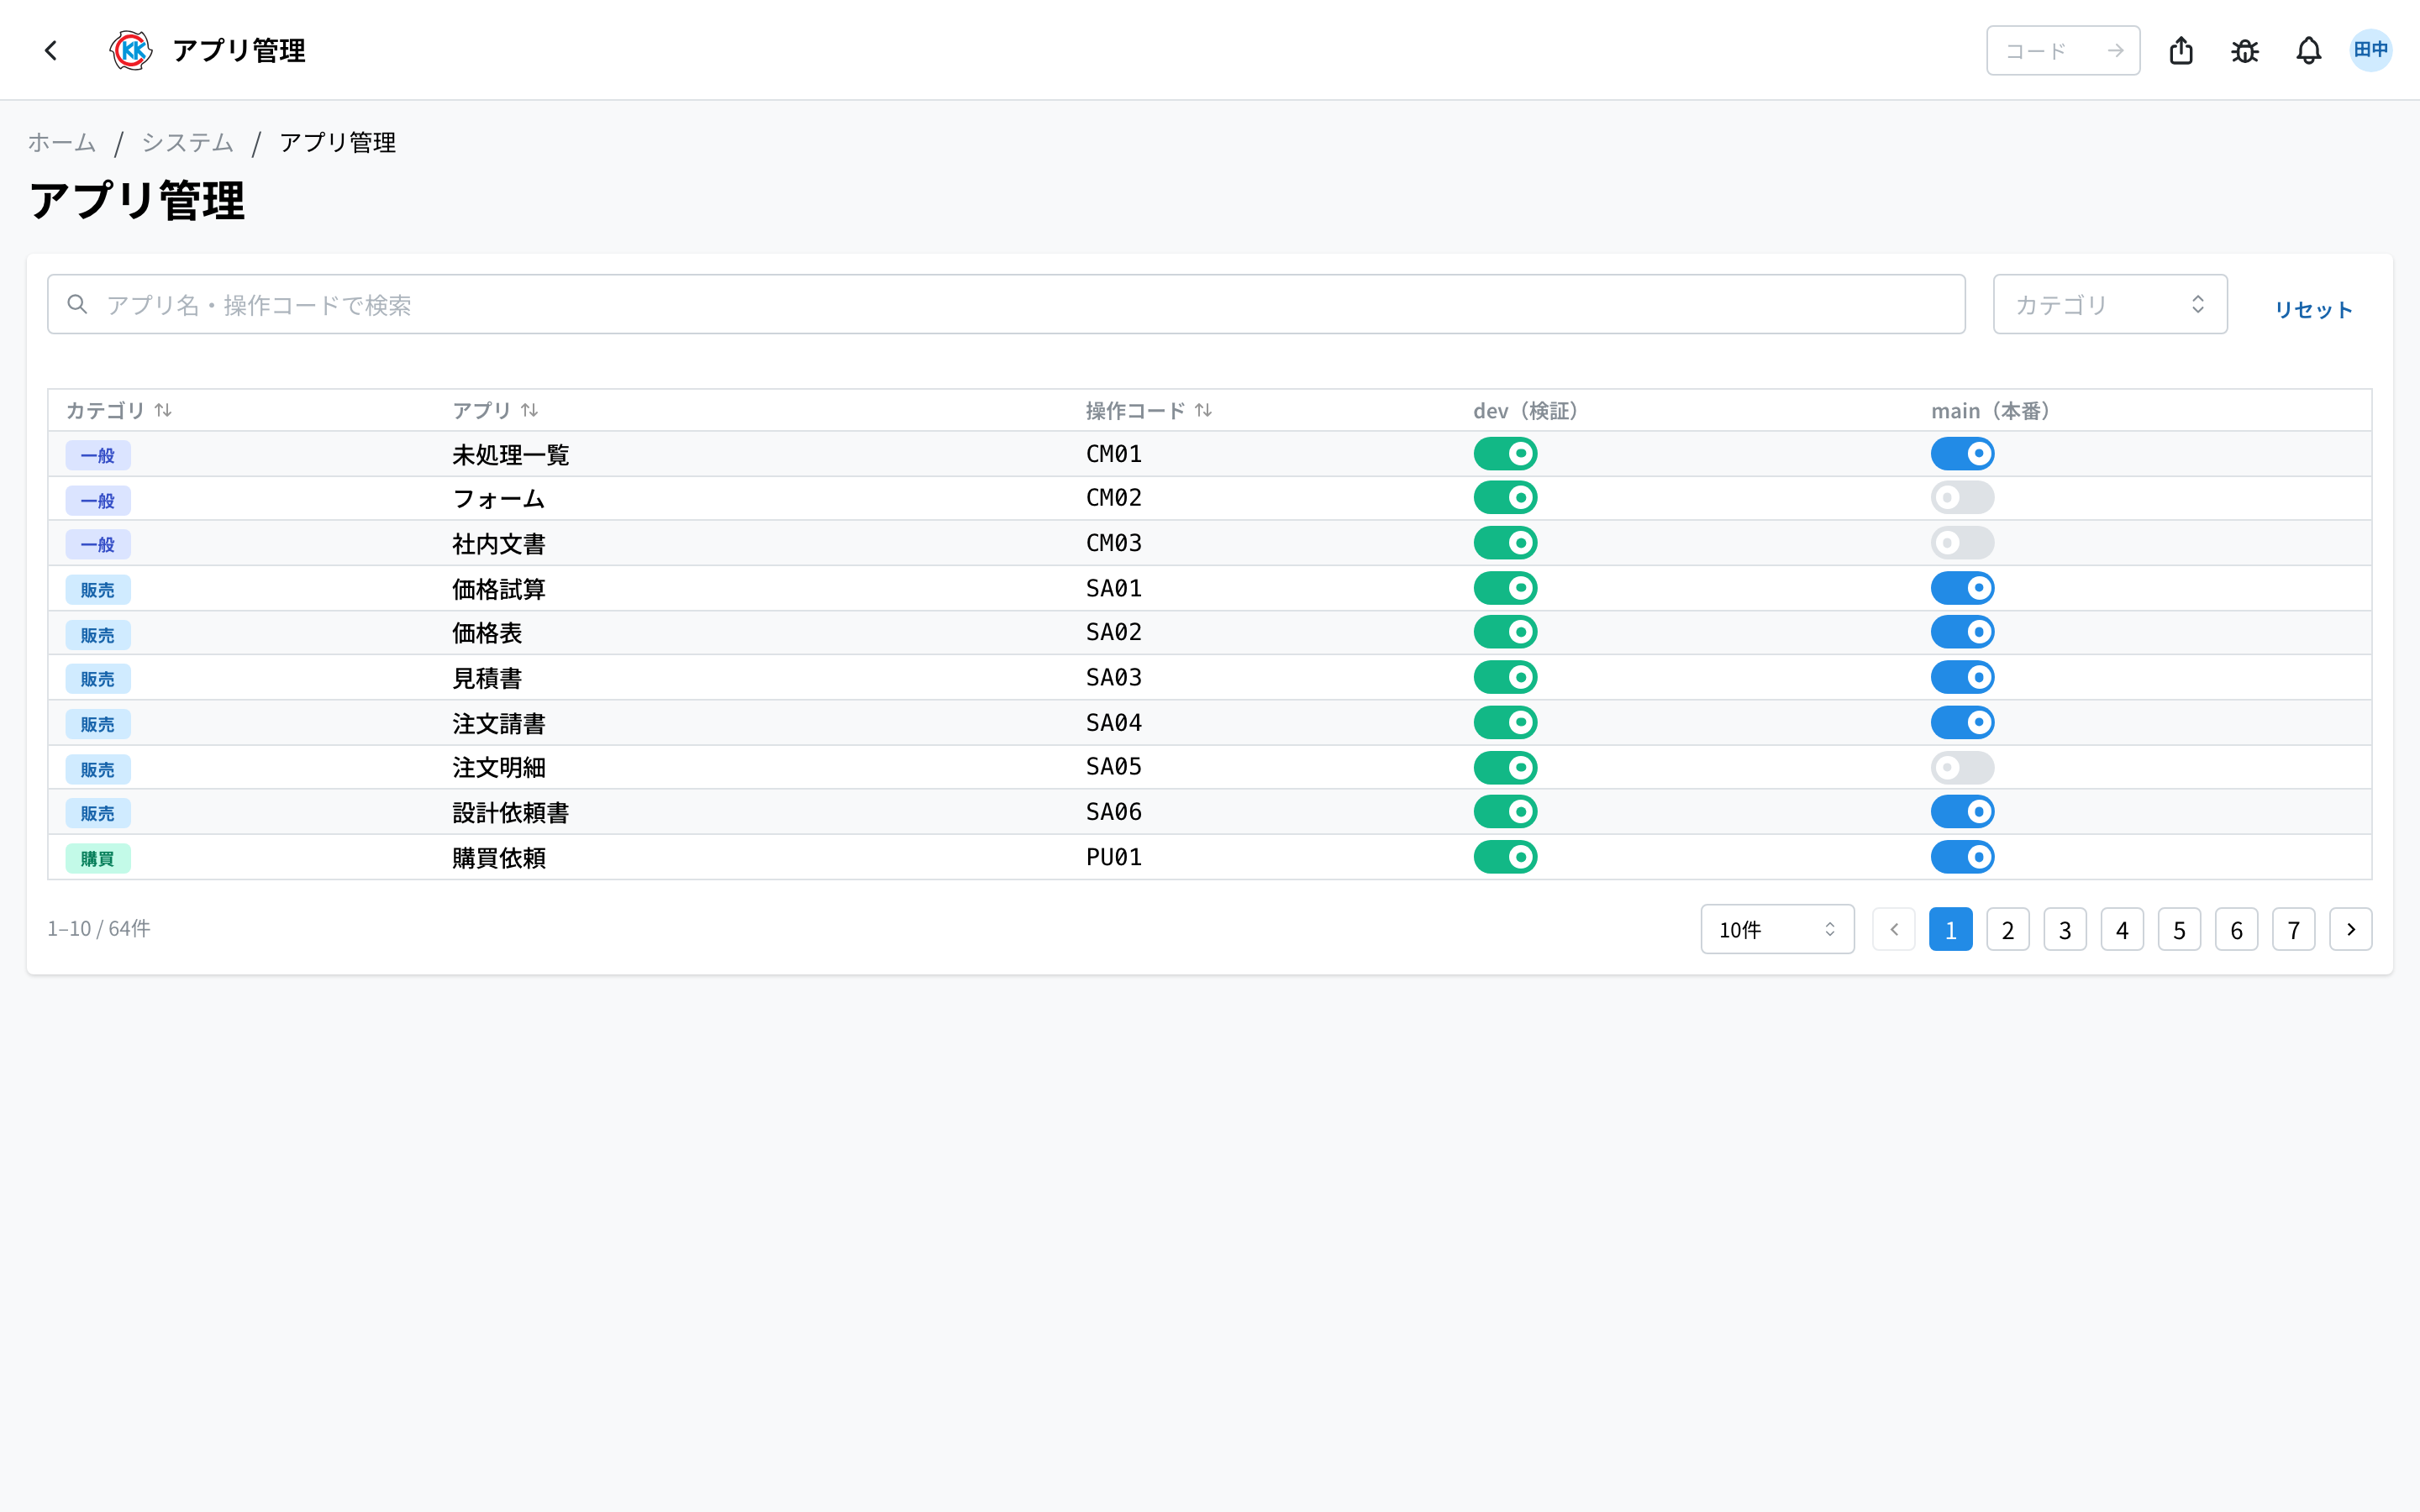 KK アプリ管理 コード 田中
ホーム / システム / アプリ管理
アプリ管理
アプリ名・操作コードで検索 カテゴリ リセット
カテゴリ アプリ 操作コード dev（検証） main（本番）
一般 未処理一覧 CM01
一般 フォーム CM02
一般 社内文書 CM03
販売 価格試算 SA01
販売 価格表 SA02
販売 見積書 SA03
販売 注文請書 SA04
販売 注文明細 SA05
販売 設計依頼書 SA06
購買 購買依頼 PU01
1–10 / 64件 10件 1 2 3 4 5 6 7